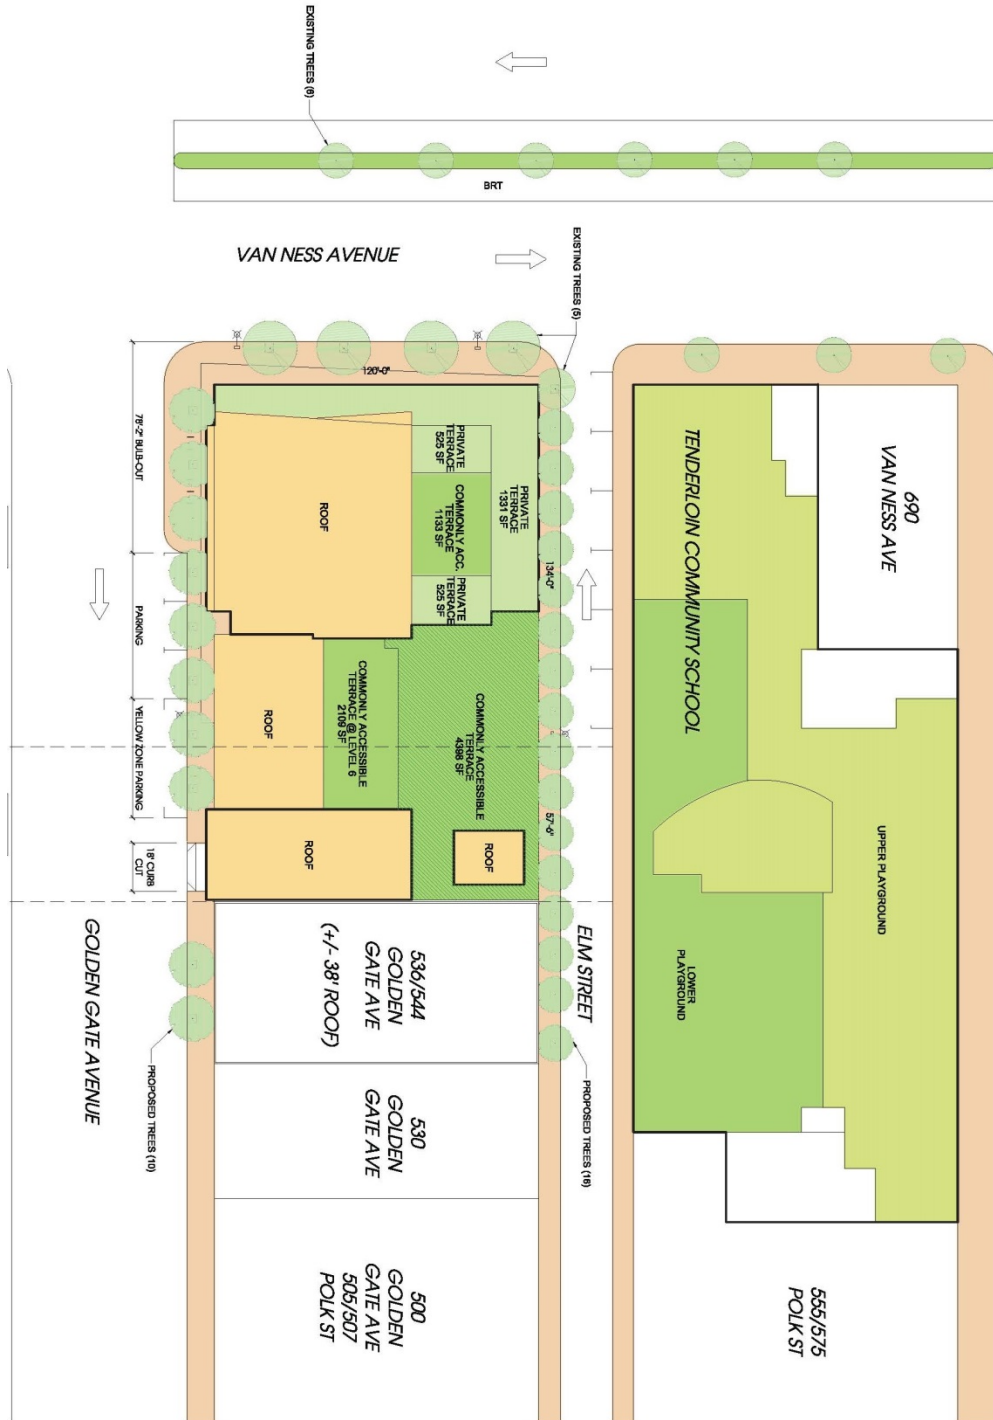 EXISTING TREES (6)
BRT
VAN NESS AVENUE
EXISTING TREES (5)
120'-0"
78'-2" BULB-OUT
PARKING
YELLOW ZONE PARKING
18' CURB
CUT
ROOF
PRIVATE
TERRACE
525 SF
COMMONLY ACC.
TERRACE
1133 SF
PRIVATE
TERRACE
525 SF
PRIVATE
TERRACE
1331 SF
134'-0"
ROOF
COMMONLY ACCESSIBLE
TERRACE @ LEVEL 6
2109 SF
COMMONLY ACCESSIBLE
TERRACE
4398 SF
57'-6"
ROOF
ROOF
TENDERLOIN COMMUNITY SCHOOL
690
VAN NESS AVE
UPPER PLAYGROUND
LOWER
PLAYGROUND
GOLDEN GATE AVENUE
536/544
GOLDEN
GATE AVE
(+/- 38' ROOF)
ELM STREET
PROPOSED TREES (10)
PROPOSED TREES (16)
530
GOLDEN
GATE AVE
500
GOLDEN
GATE AVE
505/507
POLK ST
555/575
POLK ST